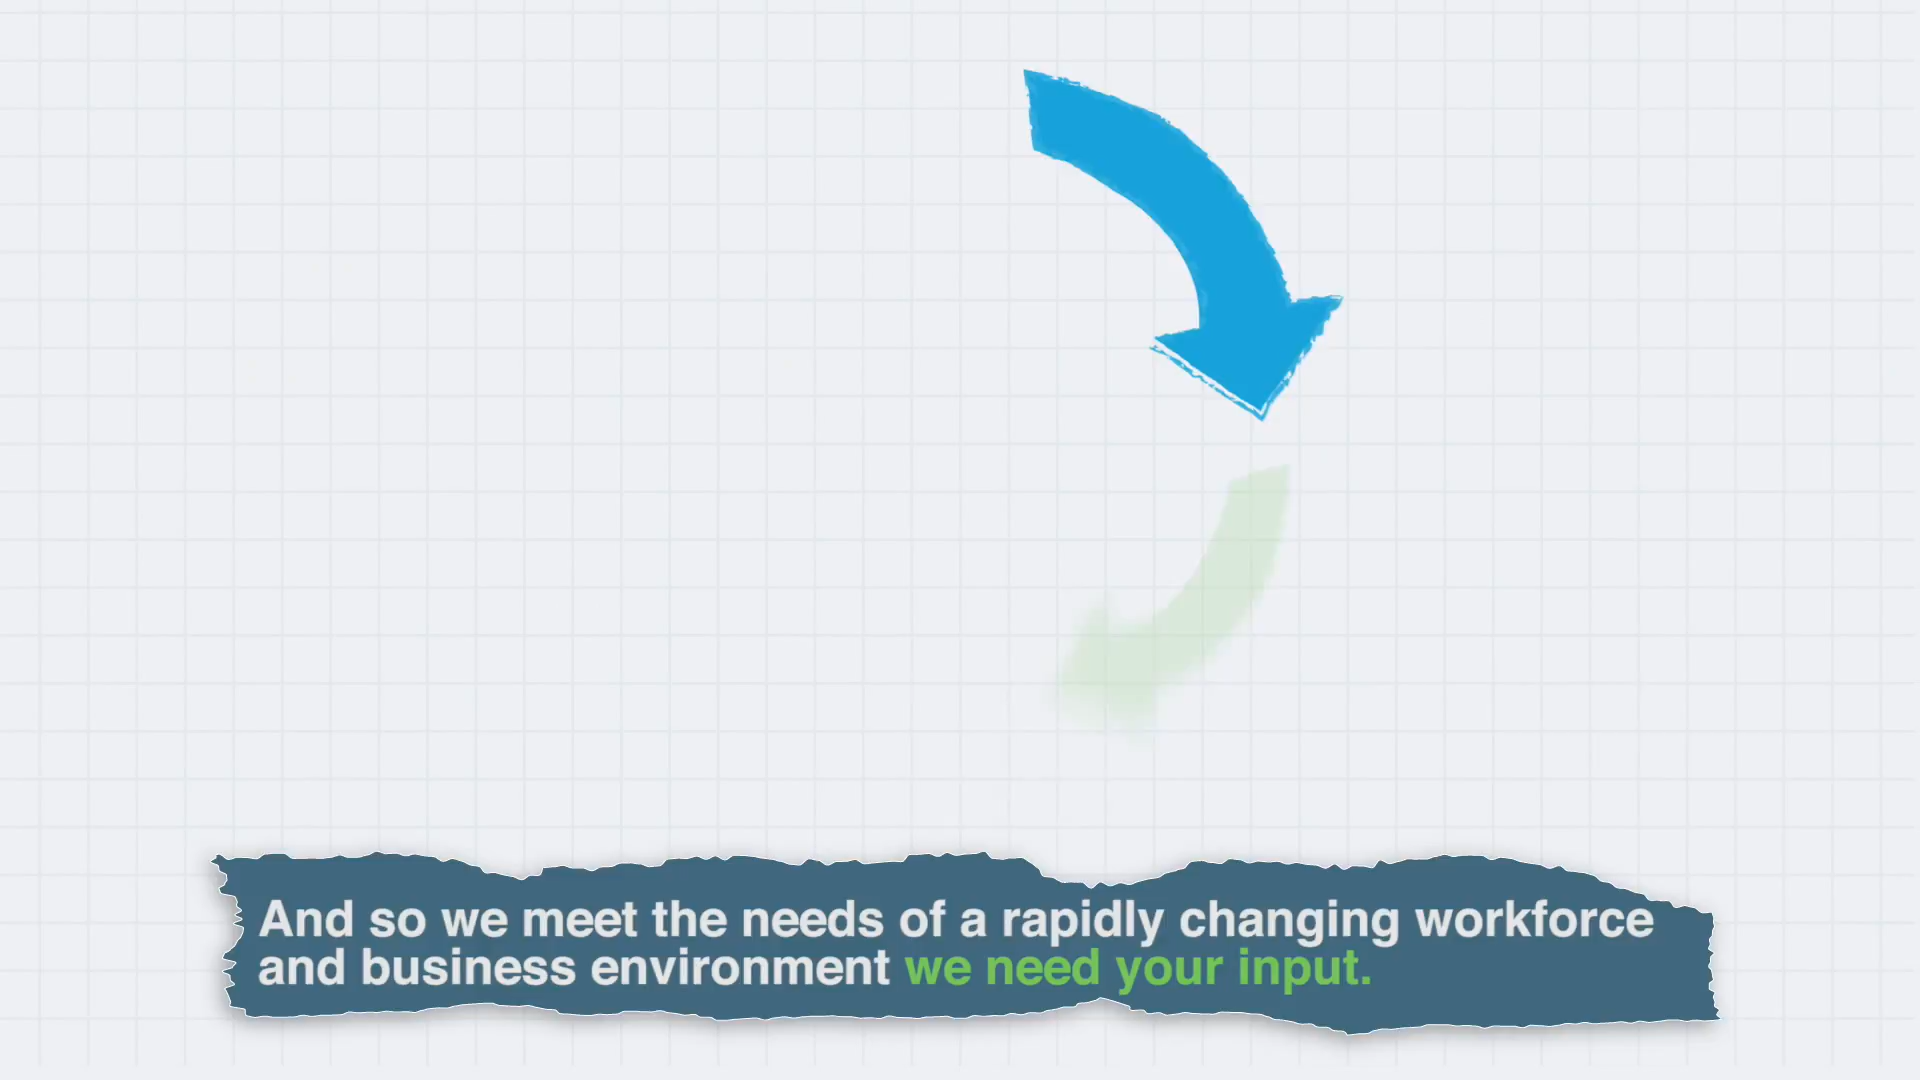 And so we meet the needs of a rapidly changing workforce
and business environment we need your input.